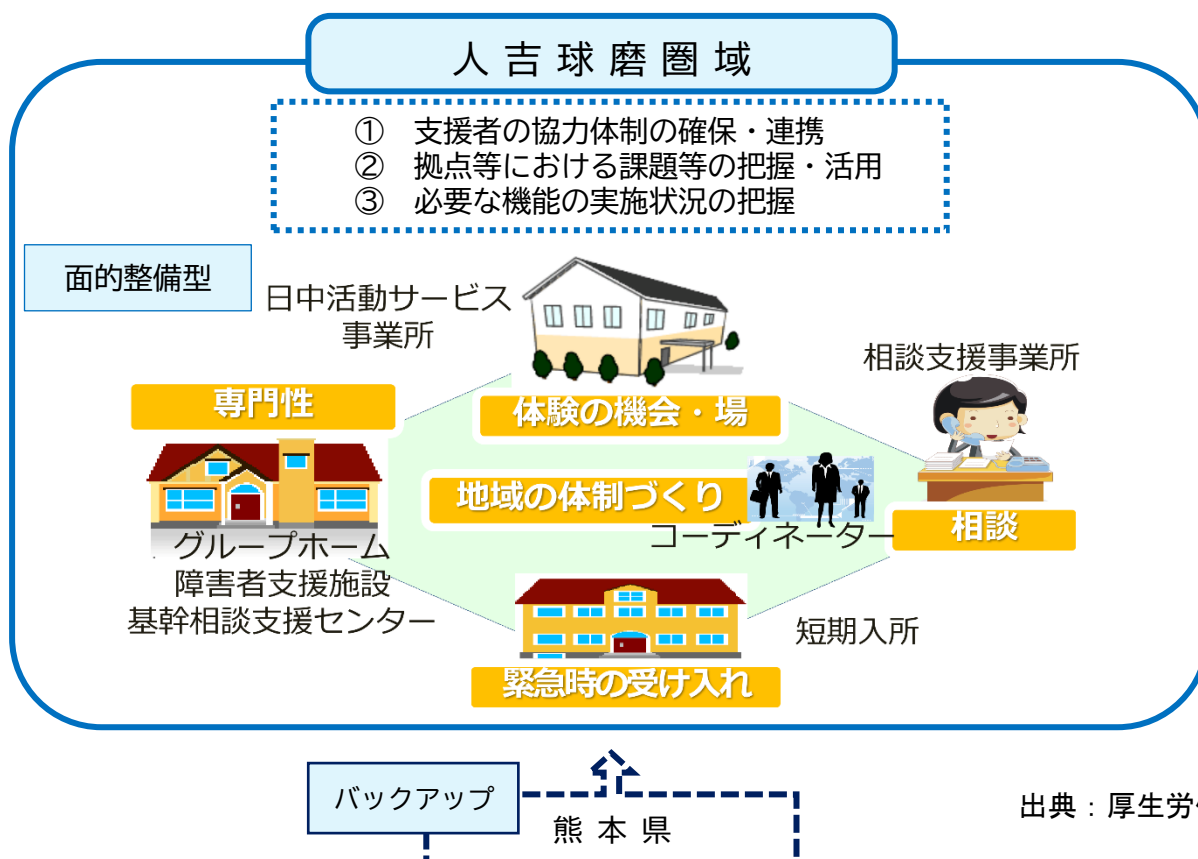 人吉球磨圏域
① 支援者の協力体制の確保・連携
② 拠点等における課題等の把握・活用
③ 必要な機能の実施状況の把握
面的整備型
日中活動サービス
事業所
相談支援事業所
専門性
体験の機会・場
地域の体制づくり
コーディネーター
相談
グループホーム
障害者支援施設
基幹相談支援センター
短期入所
緊急時の受け入れ
バックアップ
熊本県
出典：厚生労